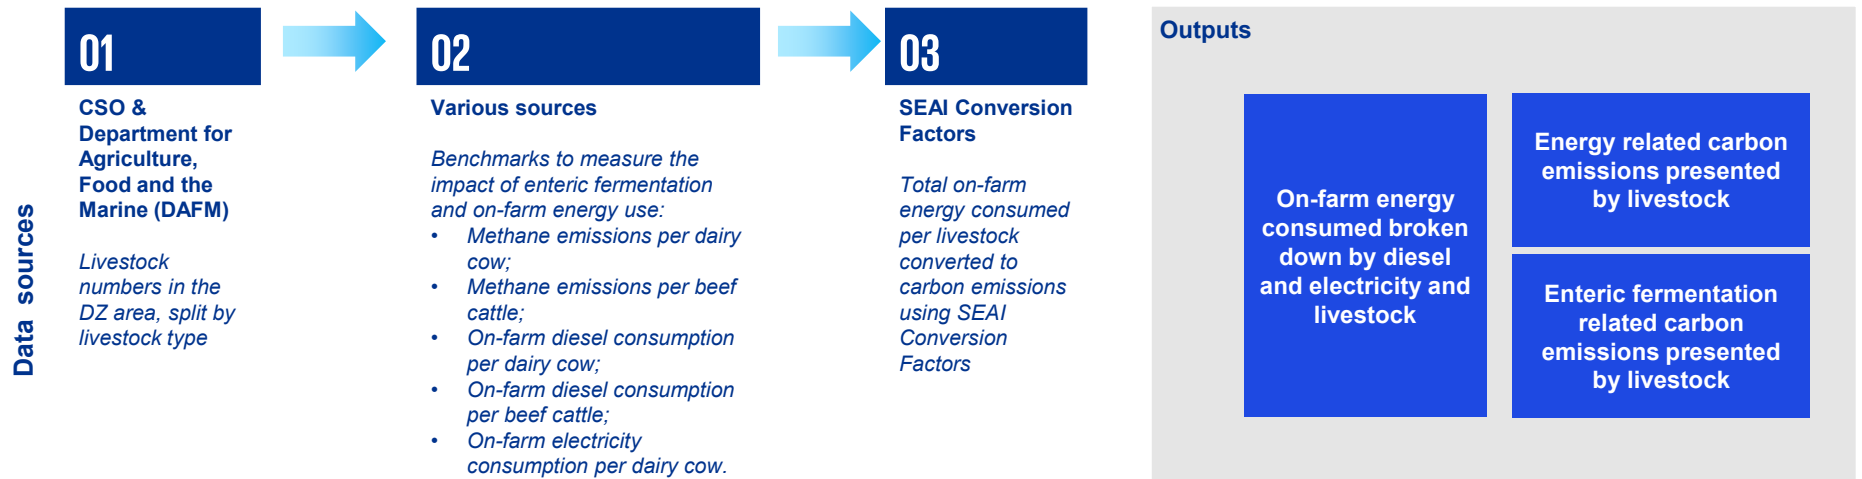 Data sources
01
CSO &
Department for
Agriculture,
Food and the
Marine (DAFM)
Livestock
numbers in the
DZ area, split by
livestock type
02
Various sources
Benchmarks to measure the
impact of enteric fermentation
and on-farm energy use:
• Methane emissions per dairy
cow;
• Methane emissions per beef
cattle;
• On-farm diesel consumption
per dairy cow;
• On-farm diesel consumption
per beef cattle;
• On-farm electricity
consumption per dairy cow.
03
SEAI Conversion
Factors
Total on-farm
energy consumed
per livestock
converted to
carbon emissions
using SEAI
Conversion
Factors
Outputs
On-farm energy
consumed broken
down by diesel
and electricity and
livestock
Energy related carbon
emissions presented
by livestock
Enteric fermentation
related carbon
emissions presented
by livestock